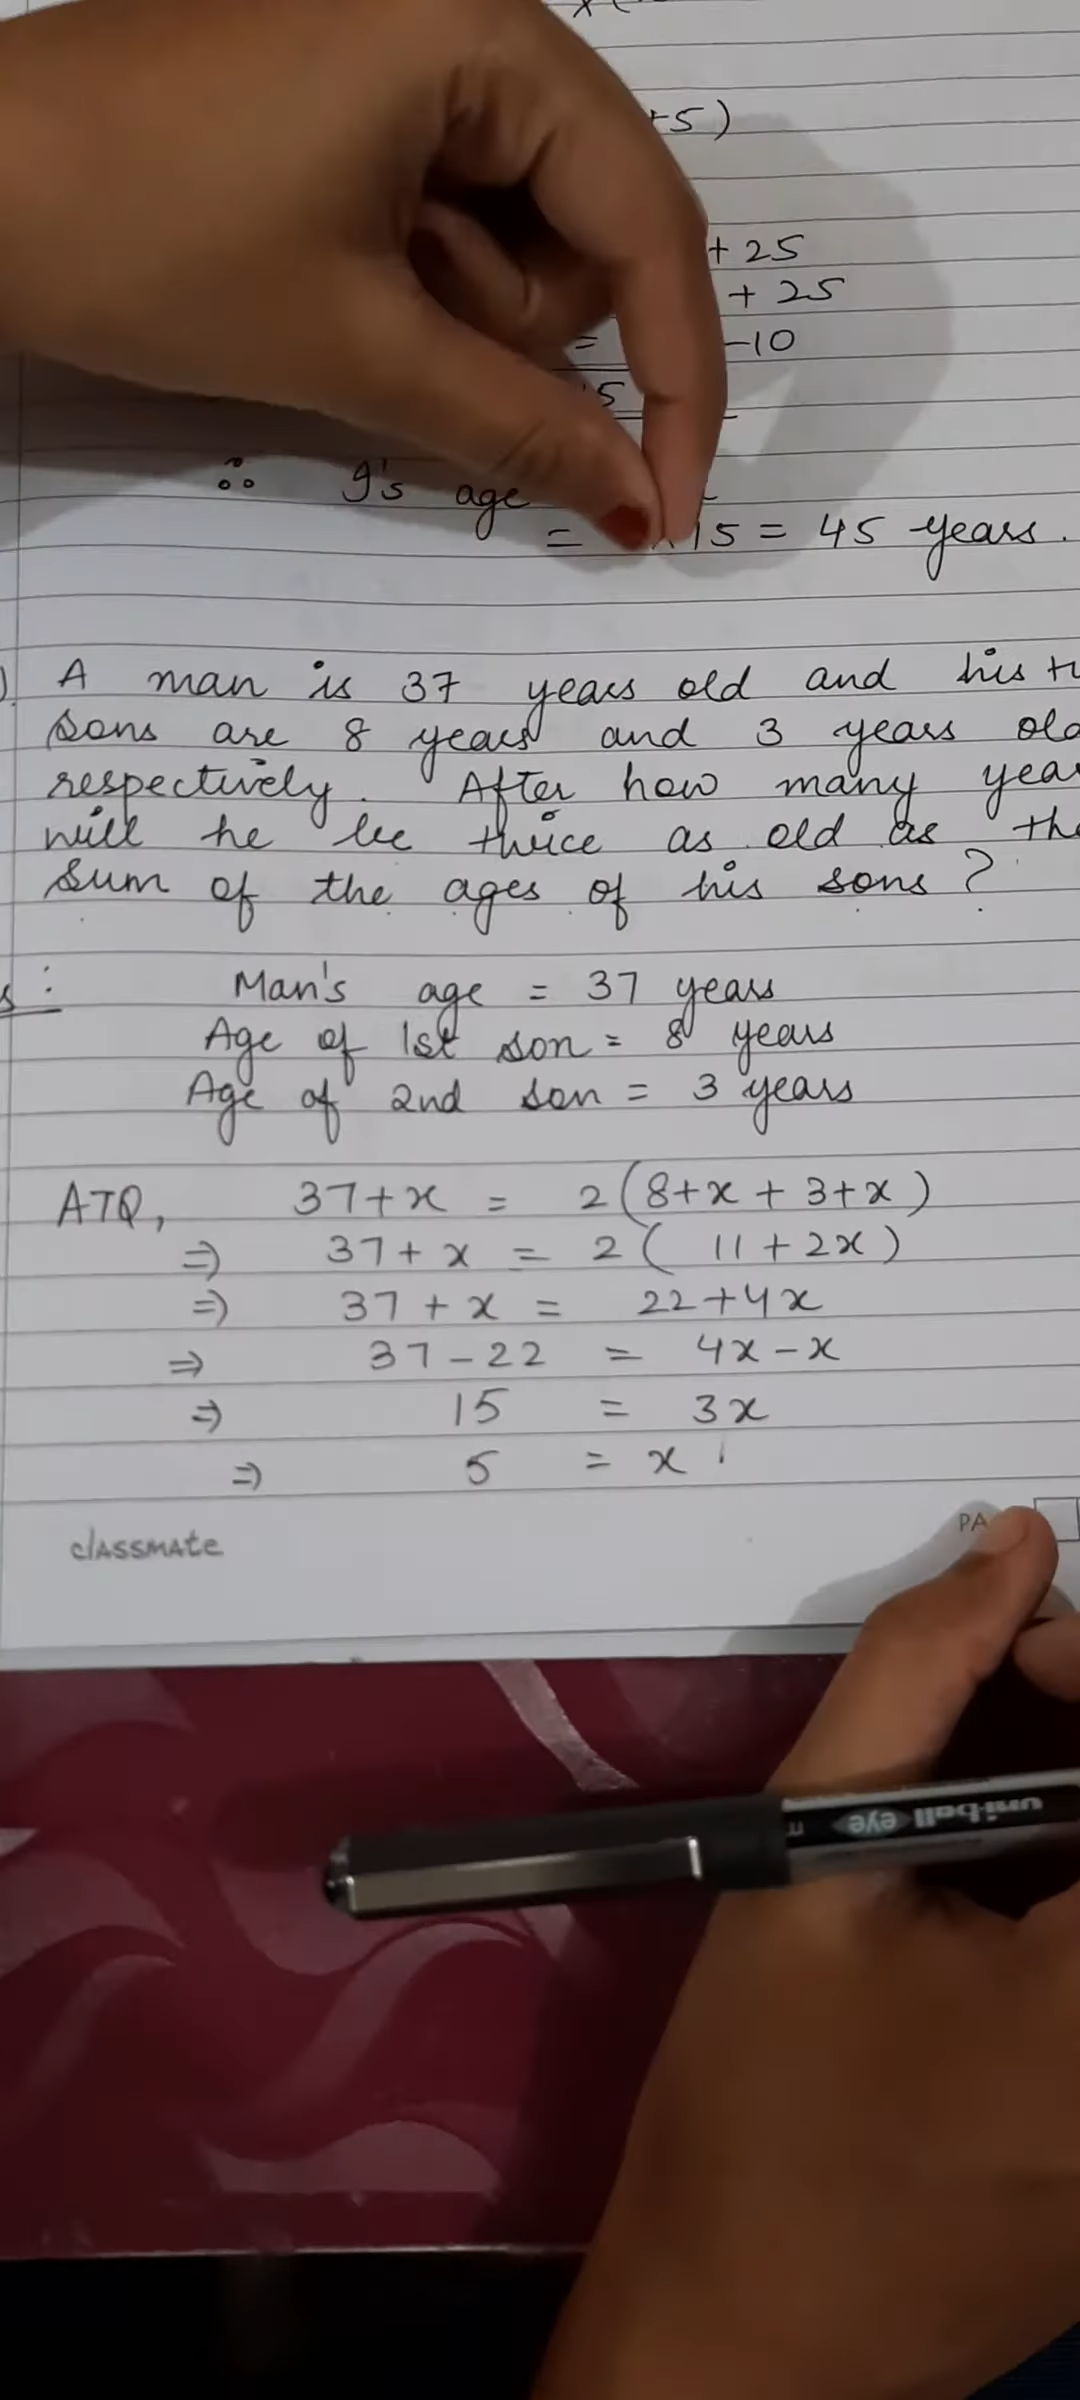 +5)
+ 25
+ 25
= -10
∴ 9's age
= 15 = 45 years.
A man is 37 years old and his
sons are 8 years and 3 years old
respectively. After how many
will he be twice as old as
sum of the ages of his sons?
Man's age = 37 years
Age of 1st son = 8 years
Age of 2nd son = 3 years
ATQ, 37+x = 2(8+x + 3+x)
⇒ 37 + x = 2( 11 + 2x)
⇒ 37 + x = 22+4x
⇒ 37-22 = 4x-x
⇒ 15 = 3x
⇒ 5 = x
classmate
PA
uni-ball eye